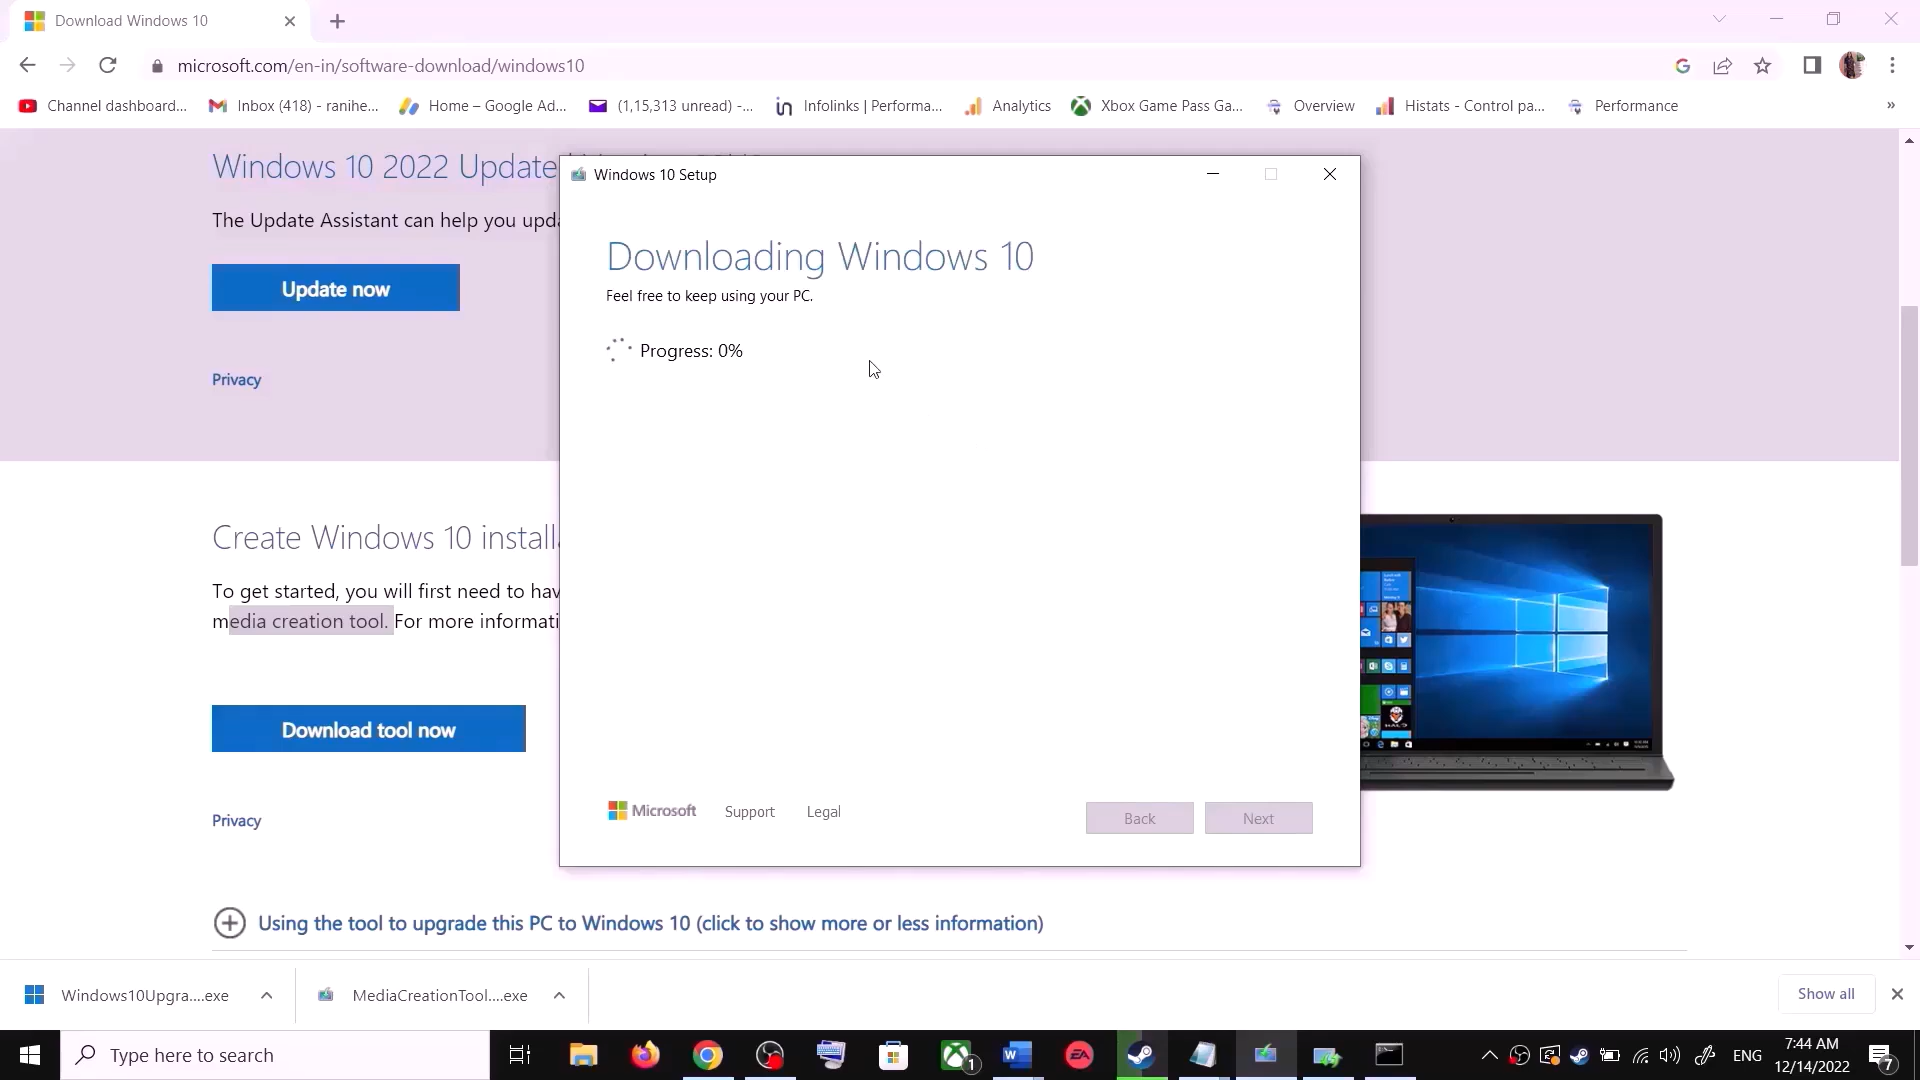 Download Windows 10
microsoft.com/en-in/software-download/windows10
Channel dashboard...
Inbox (418) - ranihe...
Home – Google Ad...
(1,15,313 unread) -...
Infolinks | Performa...
Analytics
Xbox Game Pass Ga...
Overview
Histats - Control pa...
Performance
»
Windows 10 2022 Update
The Update Assistant can help you upda
Update now
Privacy
Windows 10 Setup
Downloading Windows 10
Feel free to keep using your PC.
Progress: 0%
Microsoft
Support
Legal
Back
Next
Create Windows 10 installa
To get started, you will first need to hav
media creation tool. For more informati
Download tool now
Privacy
Using the tool to upgrade this PC to Windows 10 (click to show more or less information)
Windows10Upgra....exe
MediaCreationTool....exe
Show all
Type here to search
1
ENG
7:44 AM
12/14/2022
7